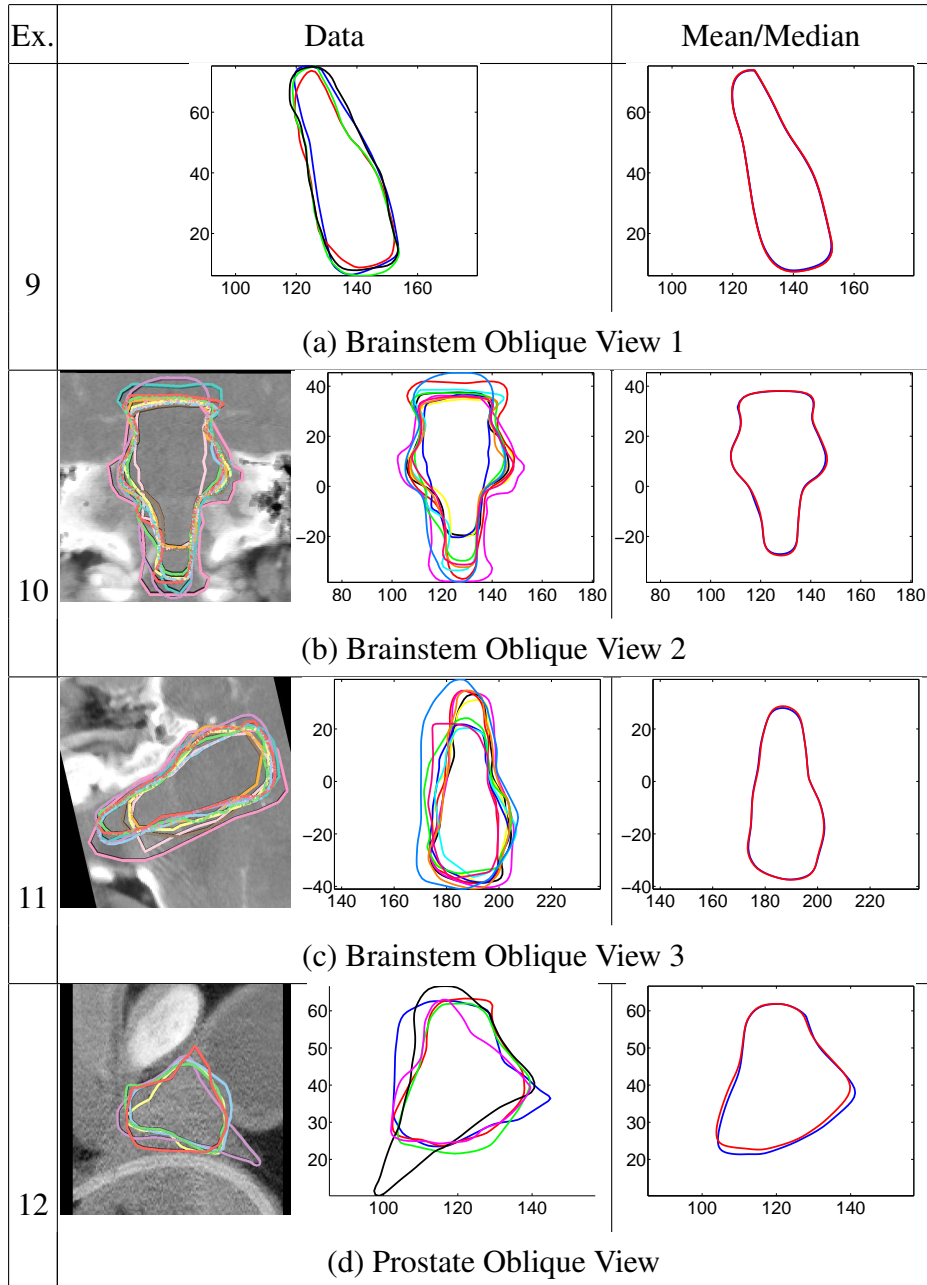 Ex. Data Mean/Median
60
40
20
100 120 140 160
60
40
20
100 120 140 160
9
(a) Brainstem Oblique View 1
40
20
0
−20
80 100 120 140 160 180
40
20
0
−20
80 100 120 140 160 180
10
(b) Brainstem Oblique View 2
20
0
−20
−40
140 160 180 200 220
20
0
−20
−40
140 160 180 200 220
11
(c) Brainstem Oblique View 3
60
50
40
30
20
100 120 140
60
50
40
30
20
100 120 140 160
12
(d) Prostate Oblique View